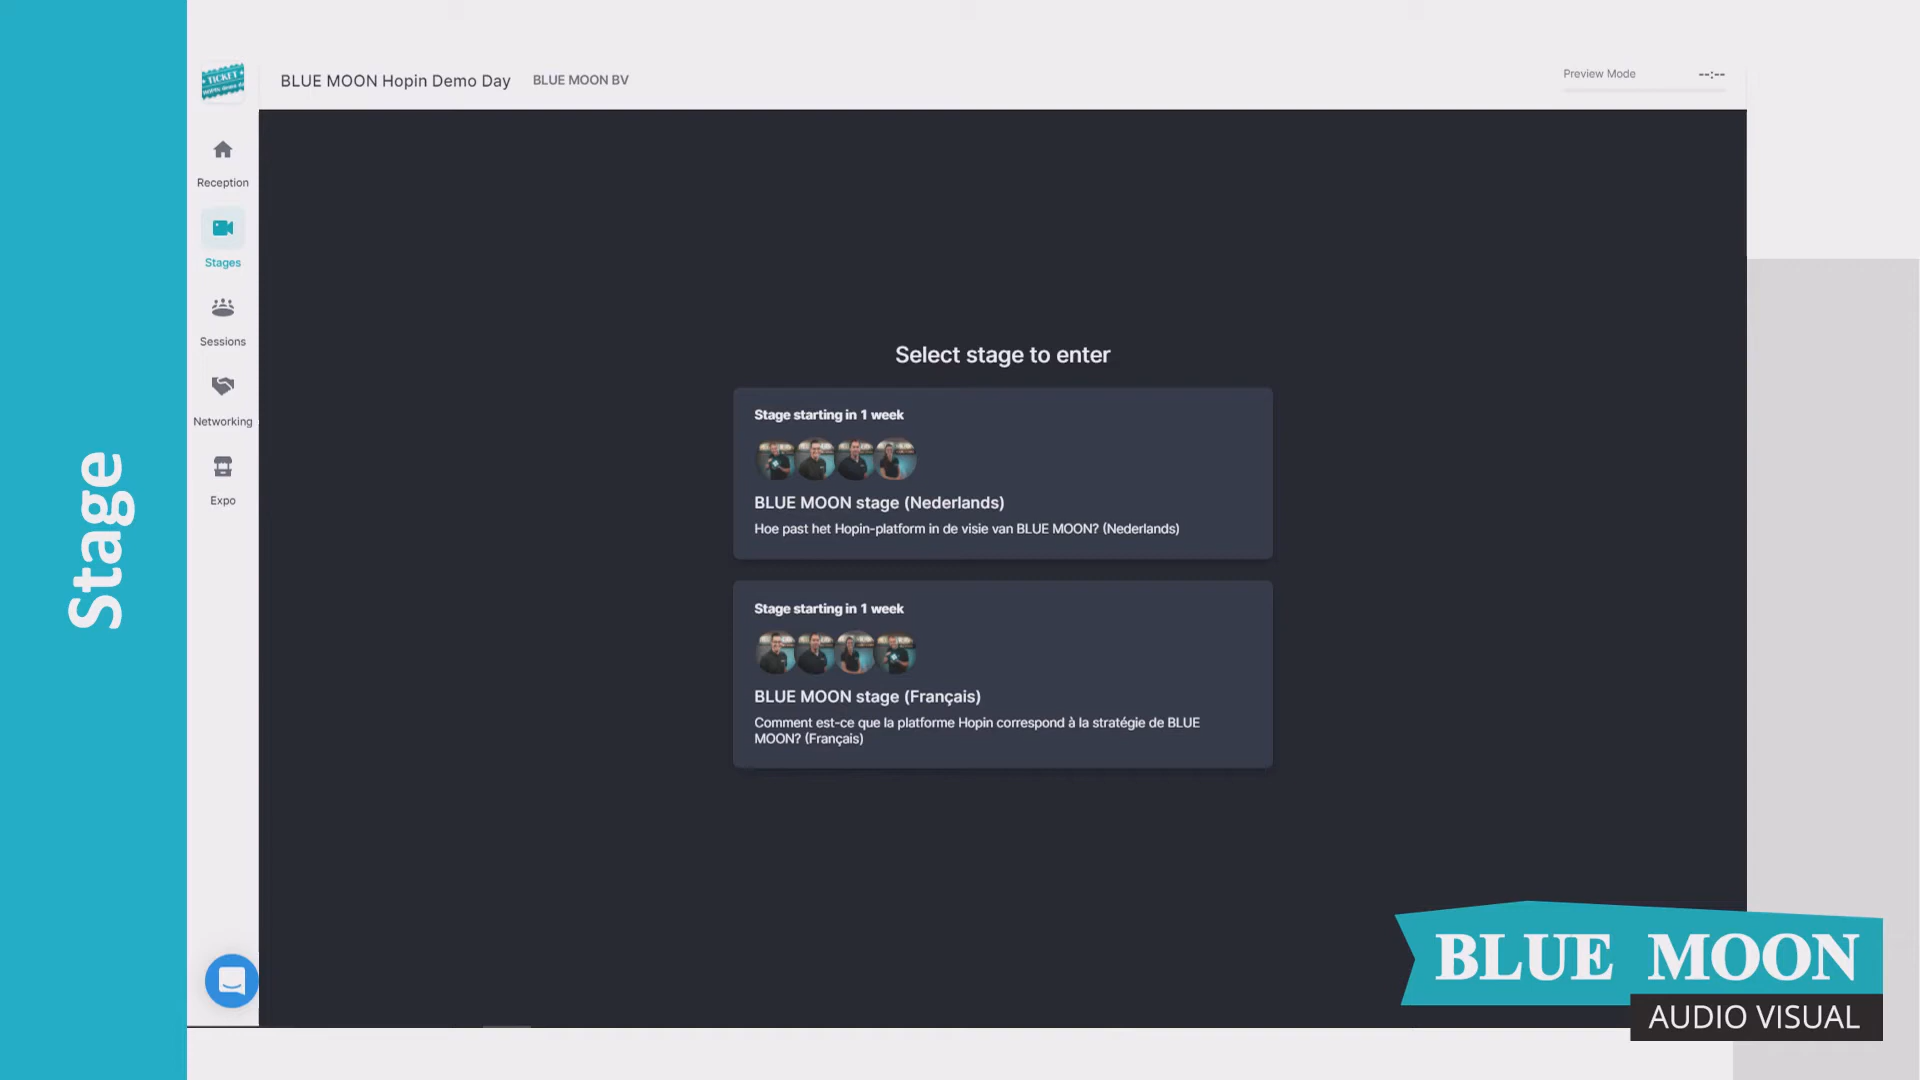 Stage
TICKET
BLUE MOON Hopin Demo Day
BLUE MOON BV
Preview Mode
--:--
Reception
Stages
Sessions
Networking
Expo
Select stage to enter
Stage starting in 1 week
BLUE MOON stage (Nederlands)
Hoe past het Hopin-platform in de visie van BLUE MOON? (Nederlands)
Stage starting in 1 week
BLUE MOON stage (Français)
Comment est-ce que la platforme Hopin correspond à la stratégie de BLUE
MOON? (Français)
BLUE MOON
AUDIO VISUAL